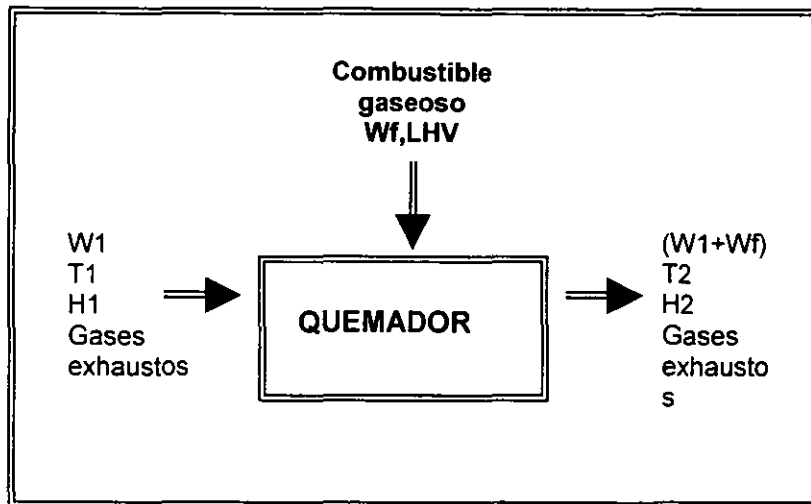 Combustible
gaseoso
Wf,LHV
W1
T1
H1
Gases
exhaustos
QUEMADOR
(W1+Wf)
T2
H2
Gases
exhausto
s